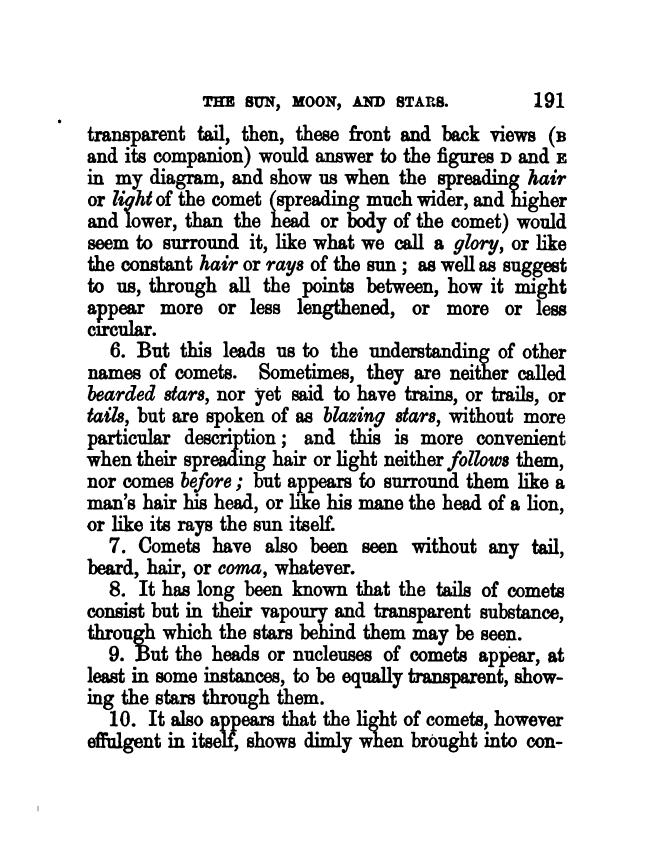 THE SUN, MOON, AND STARS. 191
transparent tail, then, these front and back views (B
and its companion) would answer to the figures D and E
in my diagram, and show us when the spreading hair
or light of the comet (spreading much wider, and higher
and lower, than the head or body of the comet) would
seem to surround it, like what we call a glory, or like
the constant hair or rays of the sun ; as well as suggest
to us, through all the points between, how it might
appear more or less lengthened, or more or less
circular.
6. But this leads us to the understanding of other
names of comets. Sometimes, they are neither called
bearded stars, nor yet said to have trains, or trails, or
tails, but are spoken of as blazing stars, without more
particular description ; and this is more convenient
when their spreading hair or light neither follows them,
nor comes before ; but appears to surround them like a
man's hair his head, or like his mane the head of a lion,
or like its rays the sun itself.
7. Comets have also been seen without any tail,
beard, hair, or coma, whatever.
8. It has long been known that the tails of comets
consist but in their vapoury and transparent substance,
through which the stars behind them may be seen.
9. But the heads or nucleuses of comets appear, at
least in some instances, to be equally transparent, show-
ing the stars through them.
10. It also appears that the light of comets, however
effulgent in itself, shows dimly when brought into con-